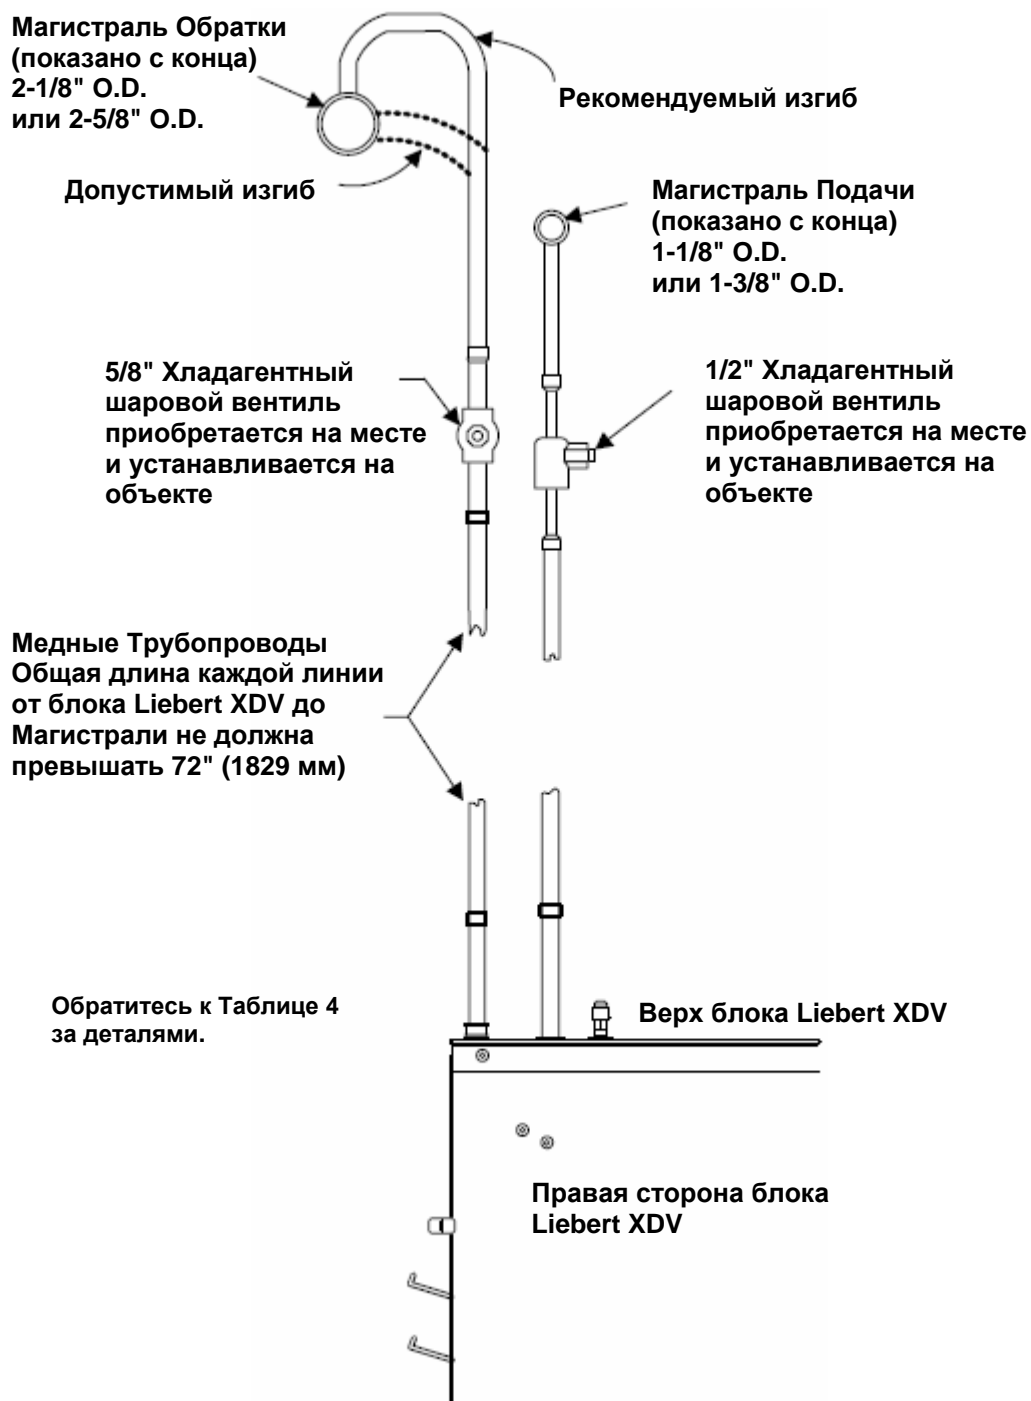 Магистраль Обратки
(показано с конца)
2-1/8" O.D.
или 2-5/8" O.D.
Рекомендуемый изгиб
Допустимый изгиб
Магистраль Подачи
(показано с конца)
1-1/8" O.D.
или 1-3/8" O.D.
5/8" Хладагентный
шаровой вентиль
приобретается на месте
и устанавливается на
объекте
1/2" Хладагентный
шаровой вентиль
приобретается на месте
и устанавливается на
объекте
Медные Трубопроводы
Общая длина каждой линии
от блока Liebert XDV до
Магистрали не должна
превышать 72" (1829 мм)
Обратитесь к Таблице 4
за деталями.
Верх блока Liebert XDV
Правая сторона блока
Liebert XDV